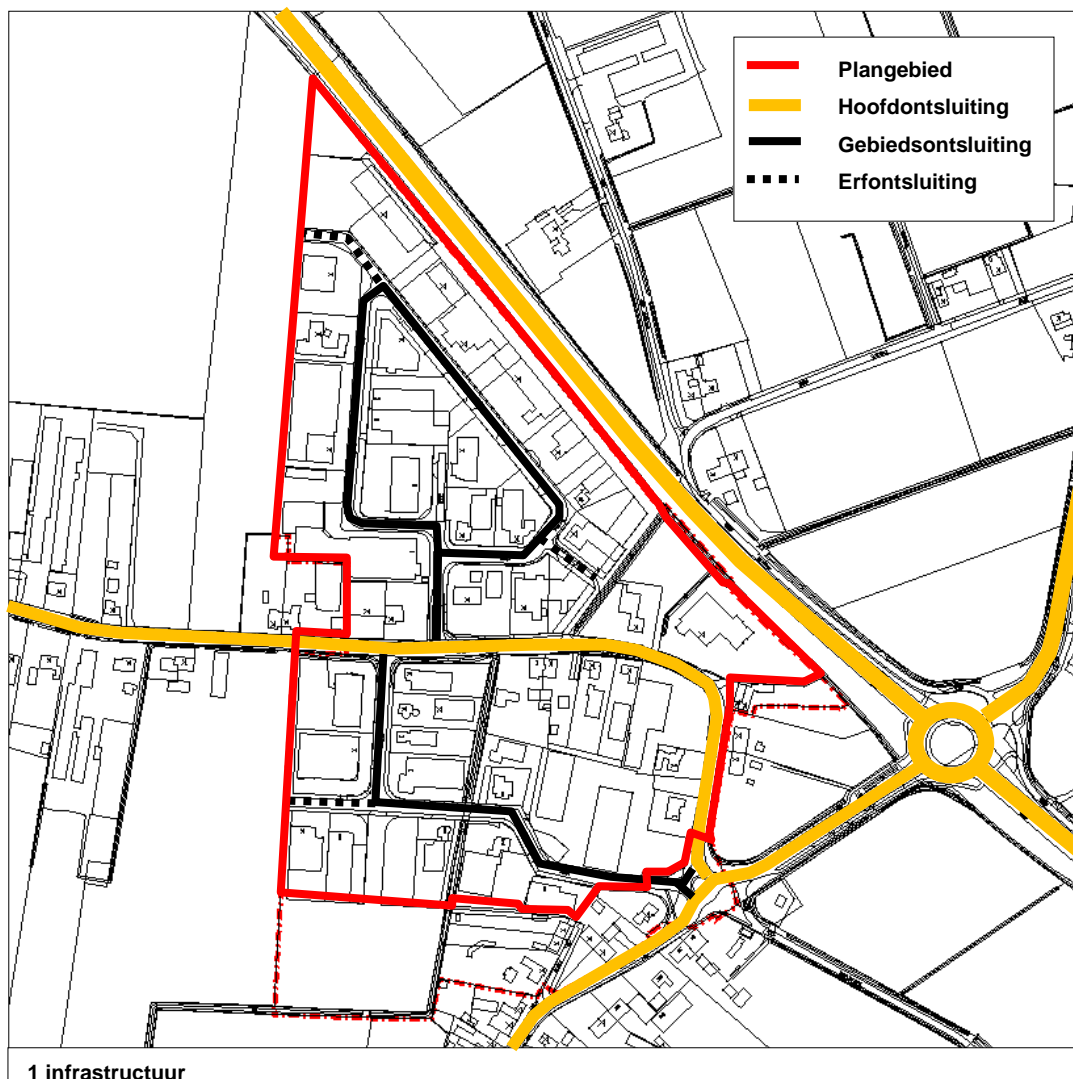 Plangebied
Hoofdontsluiting
Gebiedsontsluiting
Erfontsluiting
1 infrastructuur